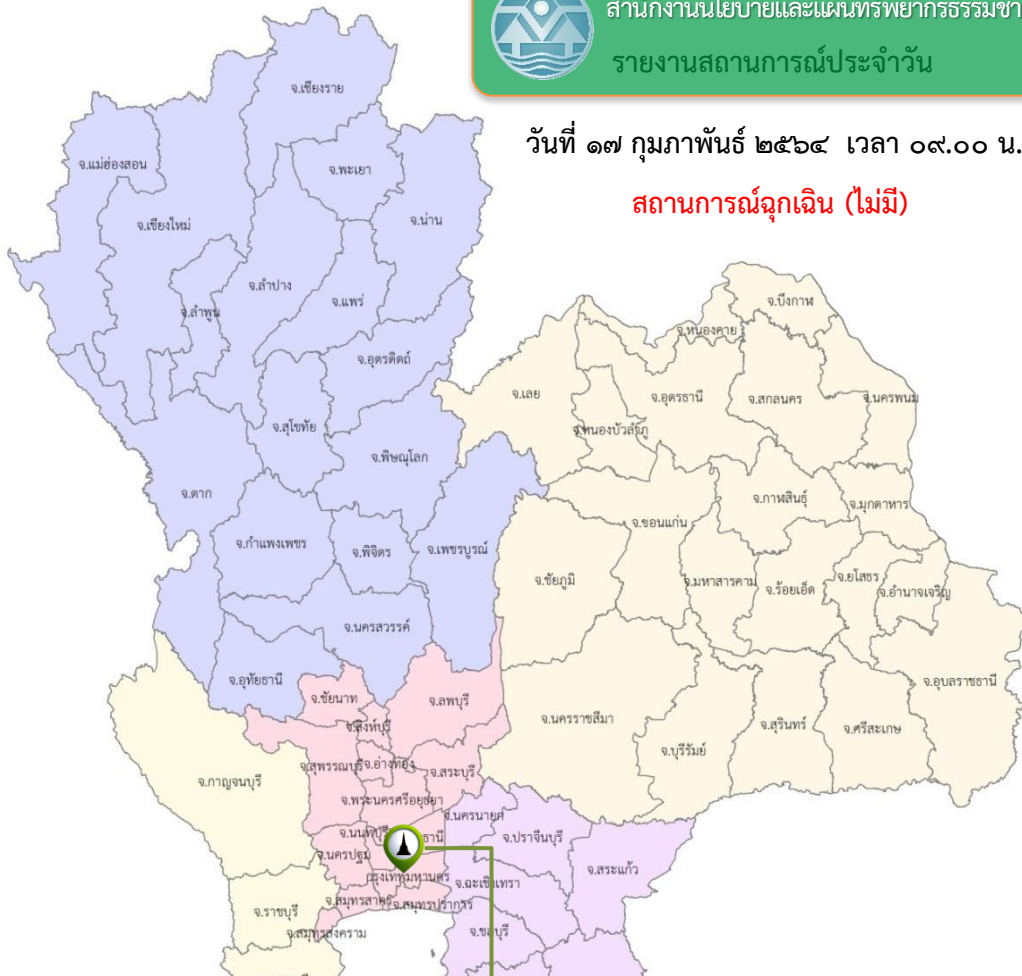 สำนักงานนโยบายและแผนทรัพยากรธรรมชา
รายงานสถานการณ์ประจำวัน
วันที่ ๑๗ กุมภาพันธ์ ๒๕๖๔ เวลา ๐๙.๐๐ น.
สถานการณ์ฉุกเฉิน (ไม่มี)
จ.เชียงราย
จ.แม่ฮ่องสอน
จ.พะเยา
จ.เชียงใหม่
จ.น่าน
จ.ลำปาง
จ.แพร่
จ.ลำพูน
จ.บึงกาฬ
จ.หนองคาย
จ.อุตรดิตถ์
จ.เลย
จ.อุดรธานี
จ.สกลนคร
จ.นครพนม
จ.สุโขทัย
จ.หนองบัวลำภู
จ.พิษณุโลก
จ.ตาก
จ.กาฬสินธุ์
จ.มุกดาหาร
จ.ขอนแก่น
จ.กำแพงเพชร
จ.พิจิตร
จ.เพชรบูรณ์
จ.ชัยภูมิ
จ.มหาสารคาม
จ.ร้อยเอ็ด
จ.ยโสธร
จ.อำนาจเจริญ
จ.นครสวรรค์
จ.อุทัยธานี
จ.ชัยนาท
จ.ลพบุรี
จ.อุบลราชธานี
จ.สิงห์บุรี
จ.นครราชสีมา
จ.สุรินทร์
จ.ศรีสะเกษ
จ.บุรีรัมย์
จ.สุพรรณบุรี
จ.อ่างทอง
จ.สระบุรี
จ.กาญจนบุรี
จ.พระนครศรีอยุธยา
จ.นครนายก
จ.นนทบุรี
ธานี
จ.ปราจีนบุรี
จ.นครปฐม
จ.สระแก้ว
กรุงเทพมหานคร
จ.ฉะเชิงเทรา
จ.สมุทรสาคร
จ.สมุทรปราการ
จ.ราชบุรี
จ.สมุทรสงคราม
จ.ชลบุรี